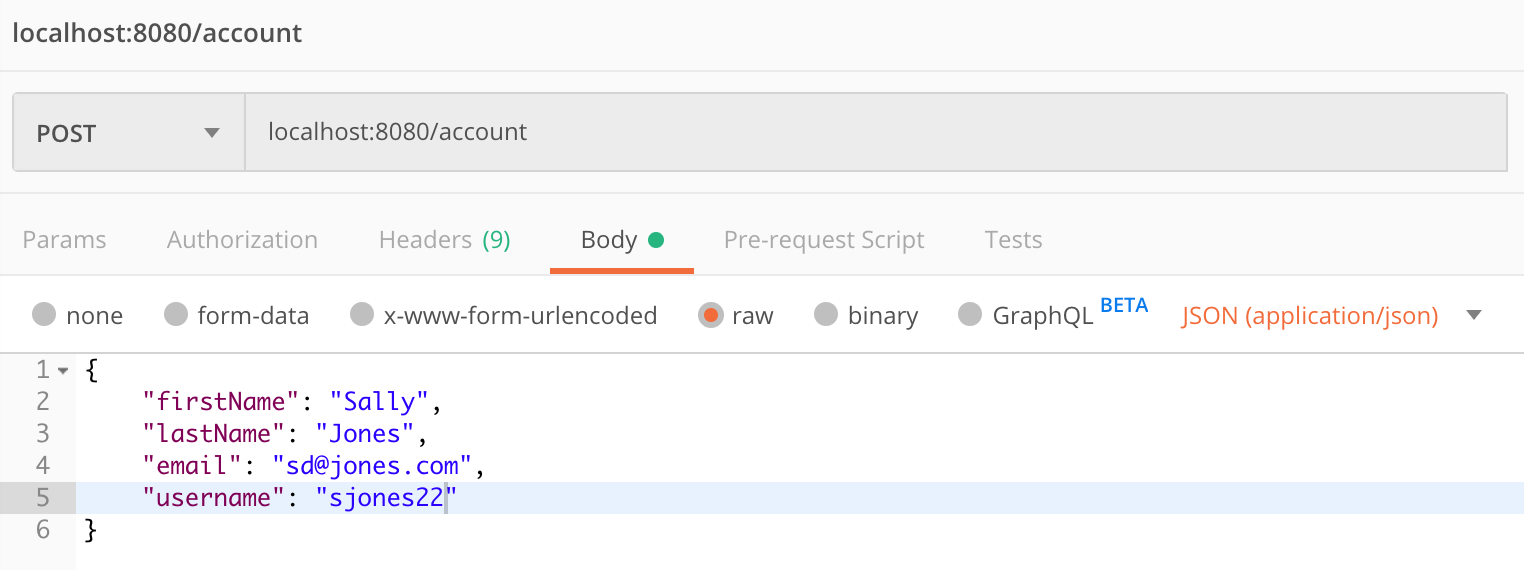 localhost:8080/account
POST localhost:8080/account
Params Authorization Headers (9) Body Pre-request Script Tests
none form-data x-www-form-urlencoded raw binary GraphQL BETA JSON (application/json)
1 {
2 "firstName": "Sally",
3 "lastName": "Jones",
4 "email": "sd@jones.com",
5 "username": "sjones22"
6 }